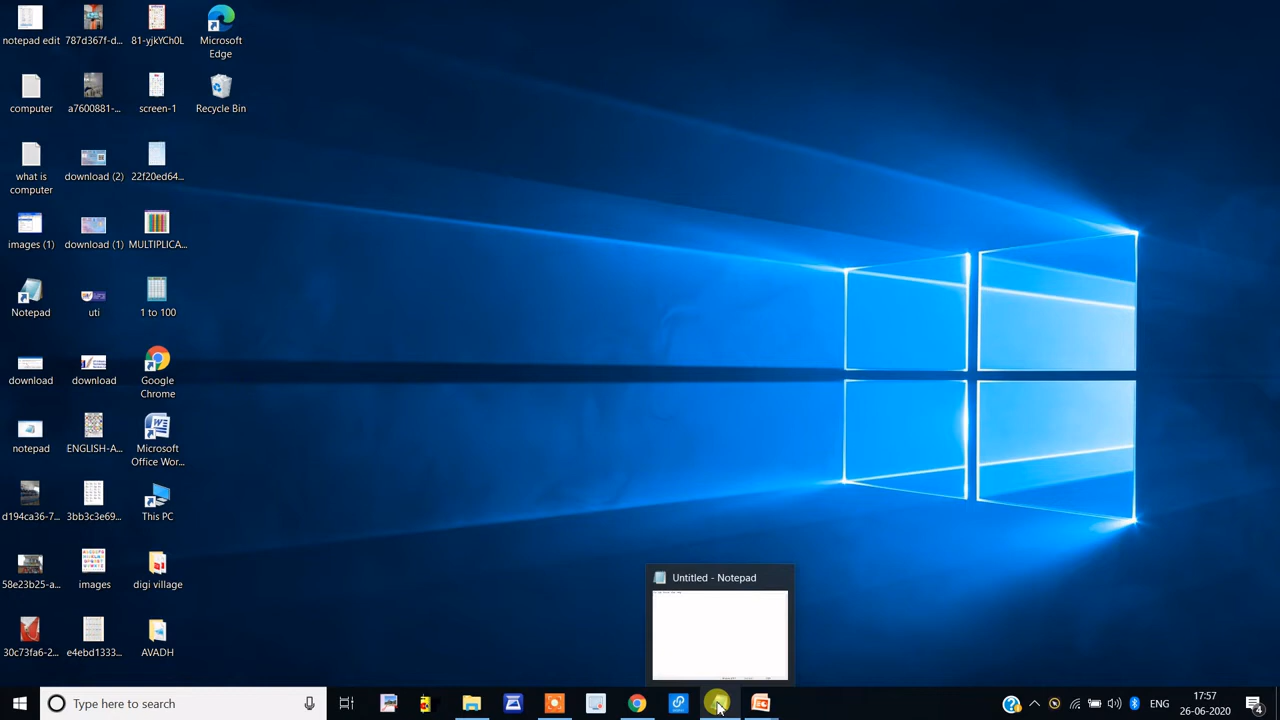 notepad edit
787d367f-d...
81-yjkYCh0L
Microsoft
Edge
computer
a7600881-...
screen-1
Recycle Bin
what is
computer
download (2)
22f20ed64...
images (1)
download (1)
MULTIPLICA...
Notepad
uti
1 to 100
download
download
Google
Chrome
notepad
ENGLISH-A...
Microsoft
Office Wor...
d194ca36-7...
3bb3c3e69...
This PC
58e23b25-a...
images
digi village
30c73fa6-2...
e4ebd1333...
AVADH
Untitled - Notepad
Type here to search
ENG
17:57
26-06-2020
4